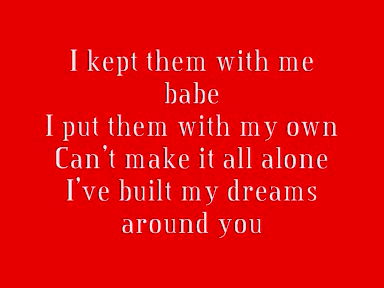 I kept them with me
babe
I put them with my own
Can't make it all alone
I've built my dreams
around you